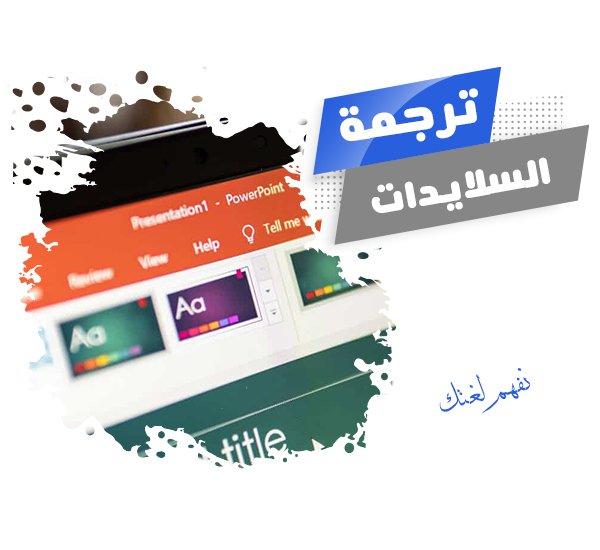 ترجمة
السلايدات
Presentation1 - PowerPoint
Review View Help Tell me
Aa Aa
title
نفهم لغتك